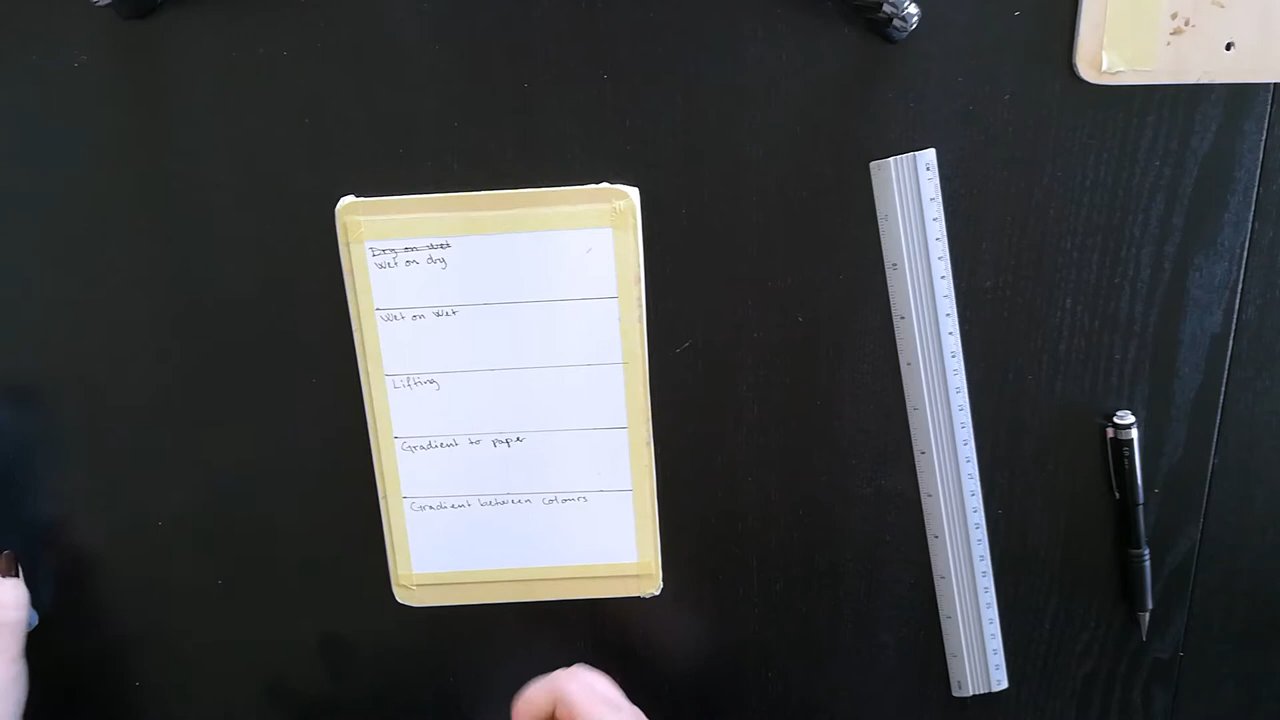 Dry on wet
Wet on dry
Wet on Wet
Lifting
Gradient to paper
Gradient between colours